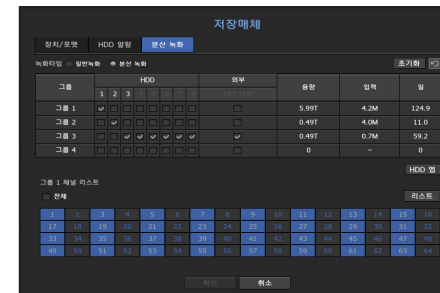 저장매체
장치/포맷 HDD 알람 분산 녹화
녹화타입 일반녹화 분산 녹화 초기화
그룹 HDD 외부 용량 입력 일
1 2 3 4 5 6 7 8 EXT_HDD
그룹 1 5.99T 4.2M 124.9
그룹 2 0.49T 4.0M 11.0
그룹 3 0.49T 0.7M 59.2
그룹 4 0 - 0
HDD 맵
그룹 1 채널 리스트
전체 리스트
1 2 3 4 5 6 7 8 9 10 11 12 13 14 15 16
17 18 19 20 21 22 23 24 25 26 27 28 29 30 31 32
33 34 35 36 37 38 39 40 41 42 43 44 45 46 47 48
49 50 51 52 53 54 55 56 57 58 59 60 61 62 63 64
확인 취소